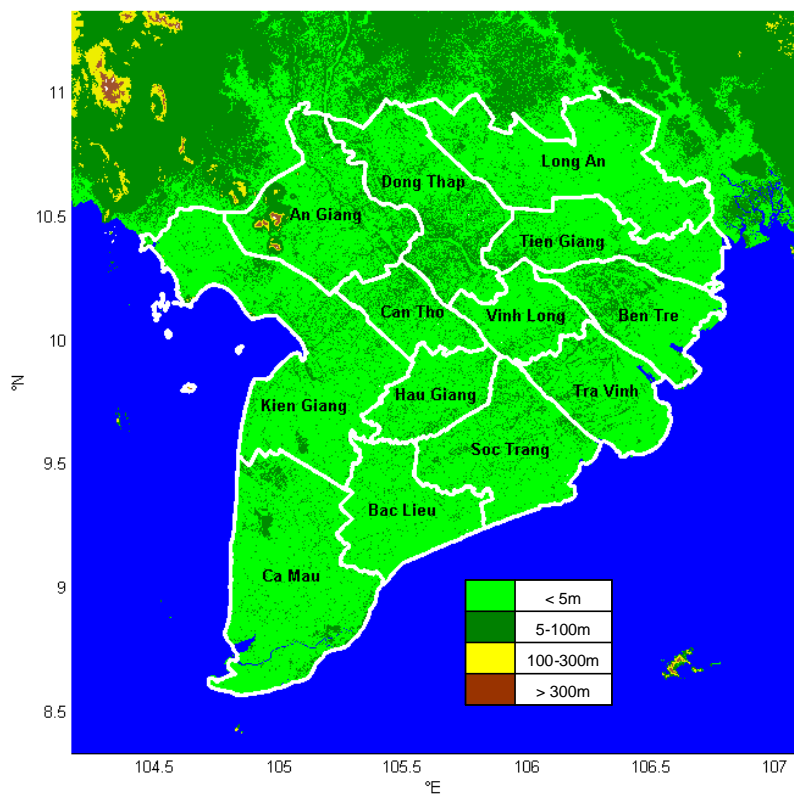 11
Long An
Dong Thap
An Giang
10.5
Tien Giang
Can Tho
Vinh Long
Ben Tre
10
°N
Tra Vinh
Hau Giang
Kien Giang
9.5
Soc Trang
Bac Lieu
Ca Mau
9
< 5m
5-100m
100-300m
> 300m
8.5
104.5 105 105.5 106 106.5 107
°E